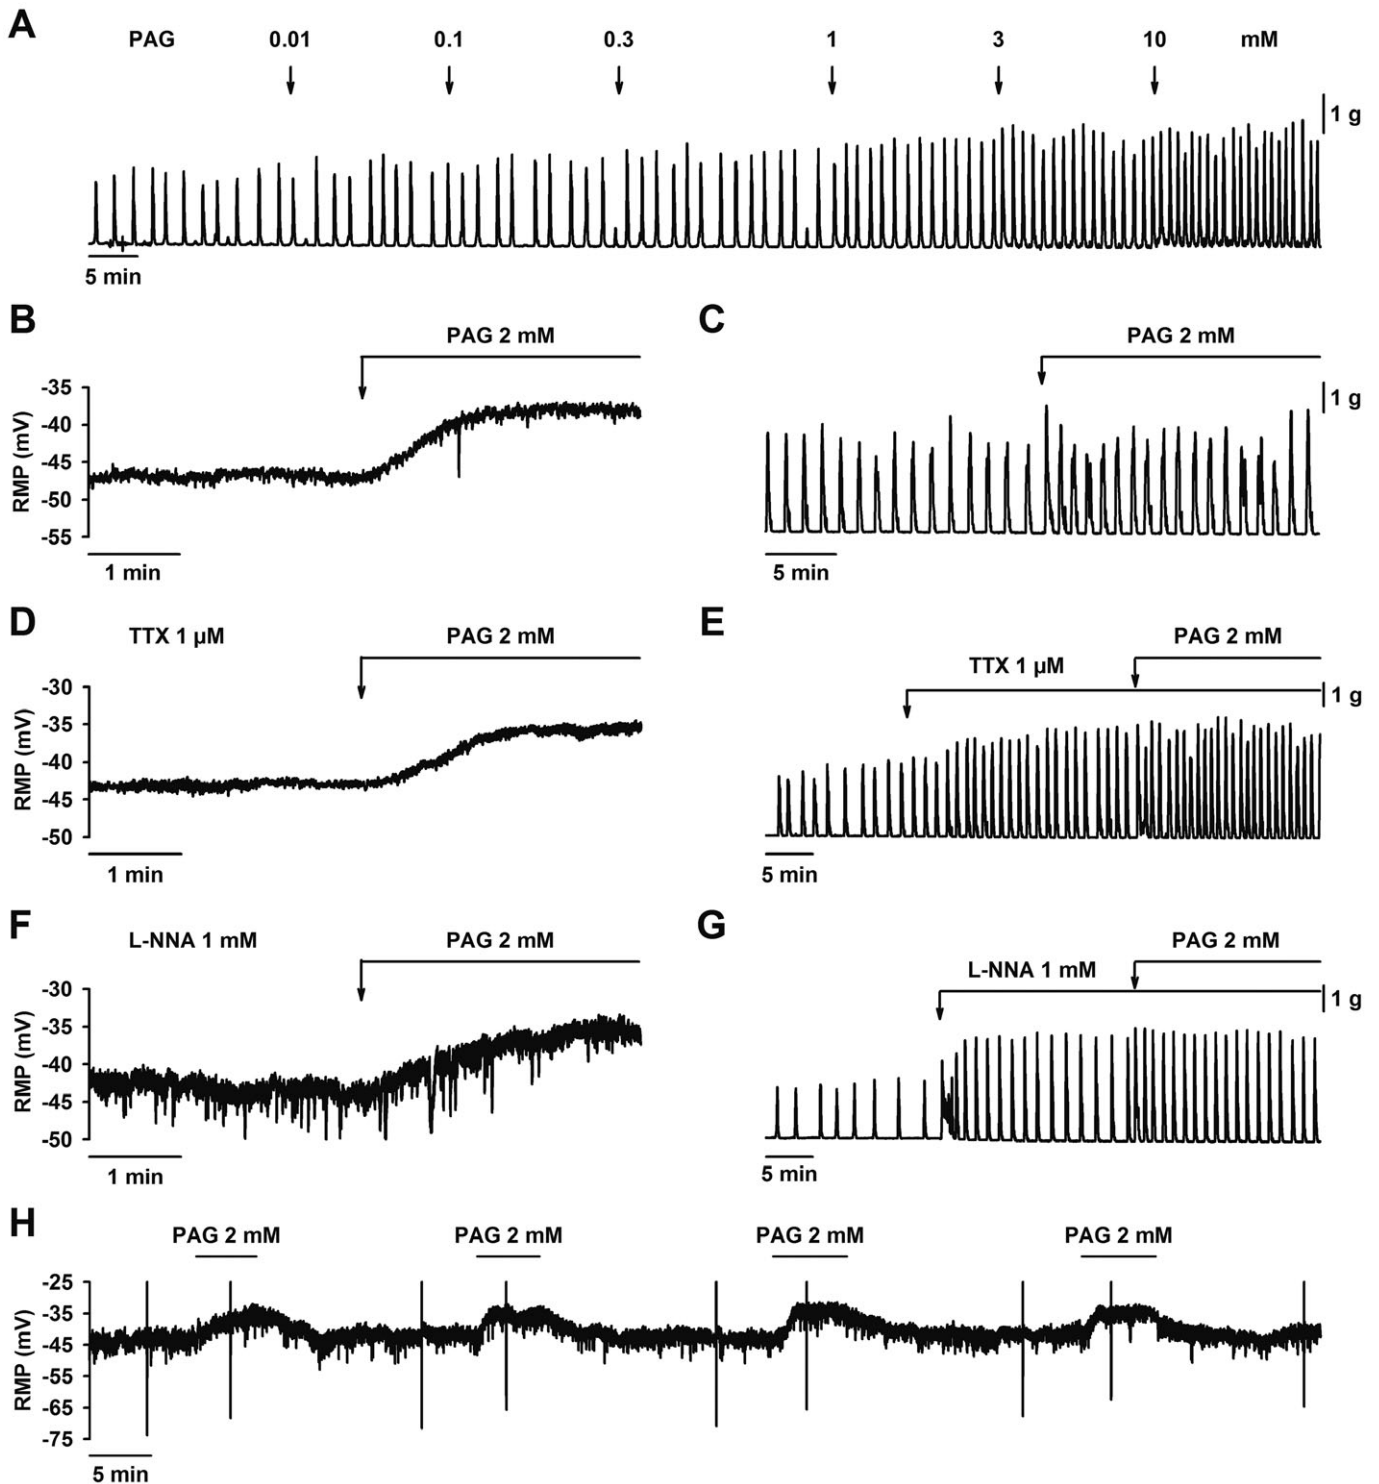 A
PAG 0.01 0.1 0.3 1 3 10 mM
1 g
5 min
B
PAG 2 mM
RMP (mV)
-35
-40
-45
-50
-55
1 min
C
PAG 2 mM
1 g
5 min
D
TTX 1 µM PAG 2 mM
RMP (mV)
-30
-35
-40
-45
-50
1 min
E
PAG 2 mM
TTX 1 µM
1 g
5 min
F
L-NNA 1 mM PAG 2 mM
RMP (mV)
-30
-35
-40
-45
-50
1 min
G
PAG 2 mM
L-NNA 1 mM
1 g
5 min
H
PAG 2 mM PAG 2 mM PAG 2 mM PAG 2 mM
RMP (mV)
-25
-35
-45
-55
-65
-75
5 min